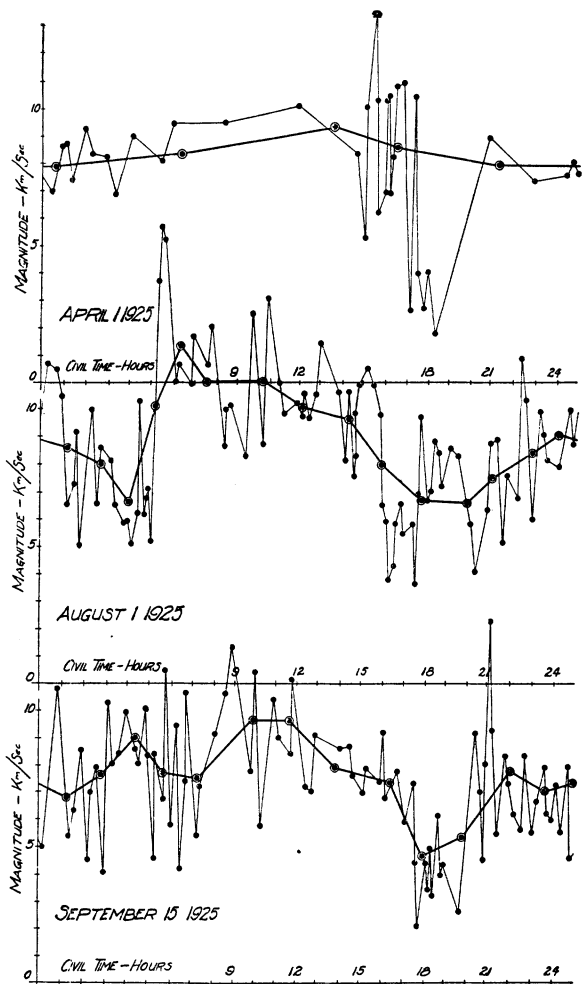 10
5
0
MAGNITUDE – Km/Sec
APRIL 1 1925
CIVIL TIME – HOURS
9 12 15 18 21 24
10
5
0
MAGNITUDE – Km/Sec
AUGUST 1 1925
CIVIL TIME – HOURS
9 12 15 18 21 24
10
5
0
MAGNITUDE – Km/Sec
SEPTEMBER 15 1925
CIVIL TIME – HOURS
9 12 15 18 21 24